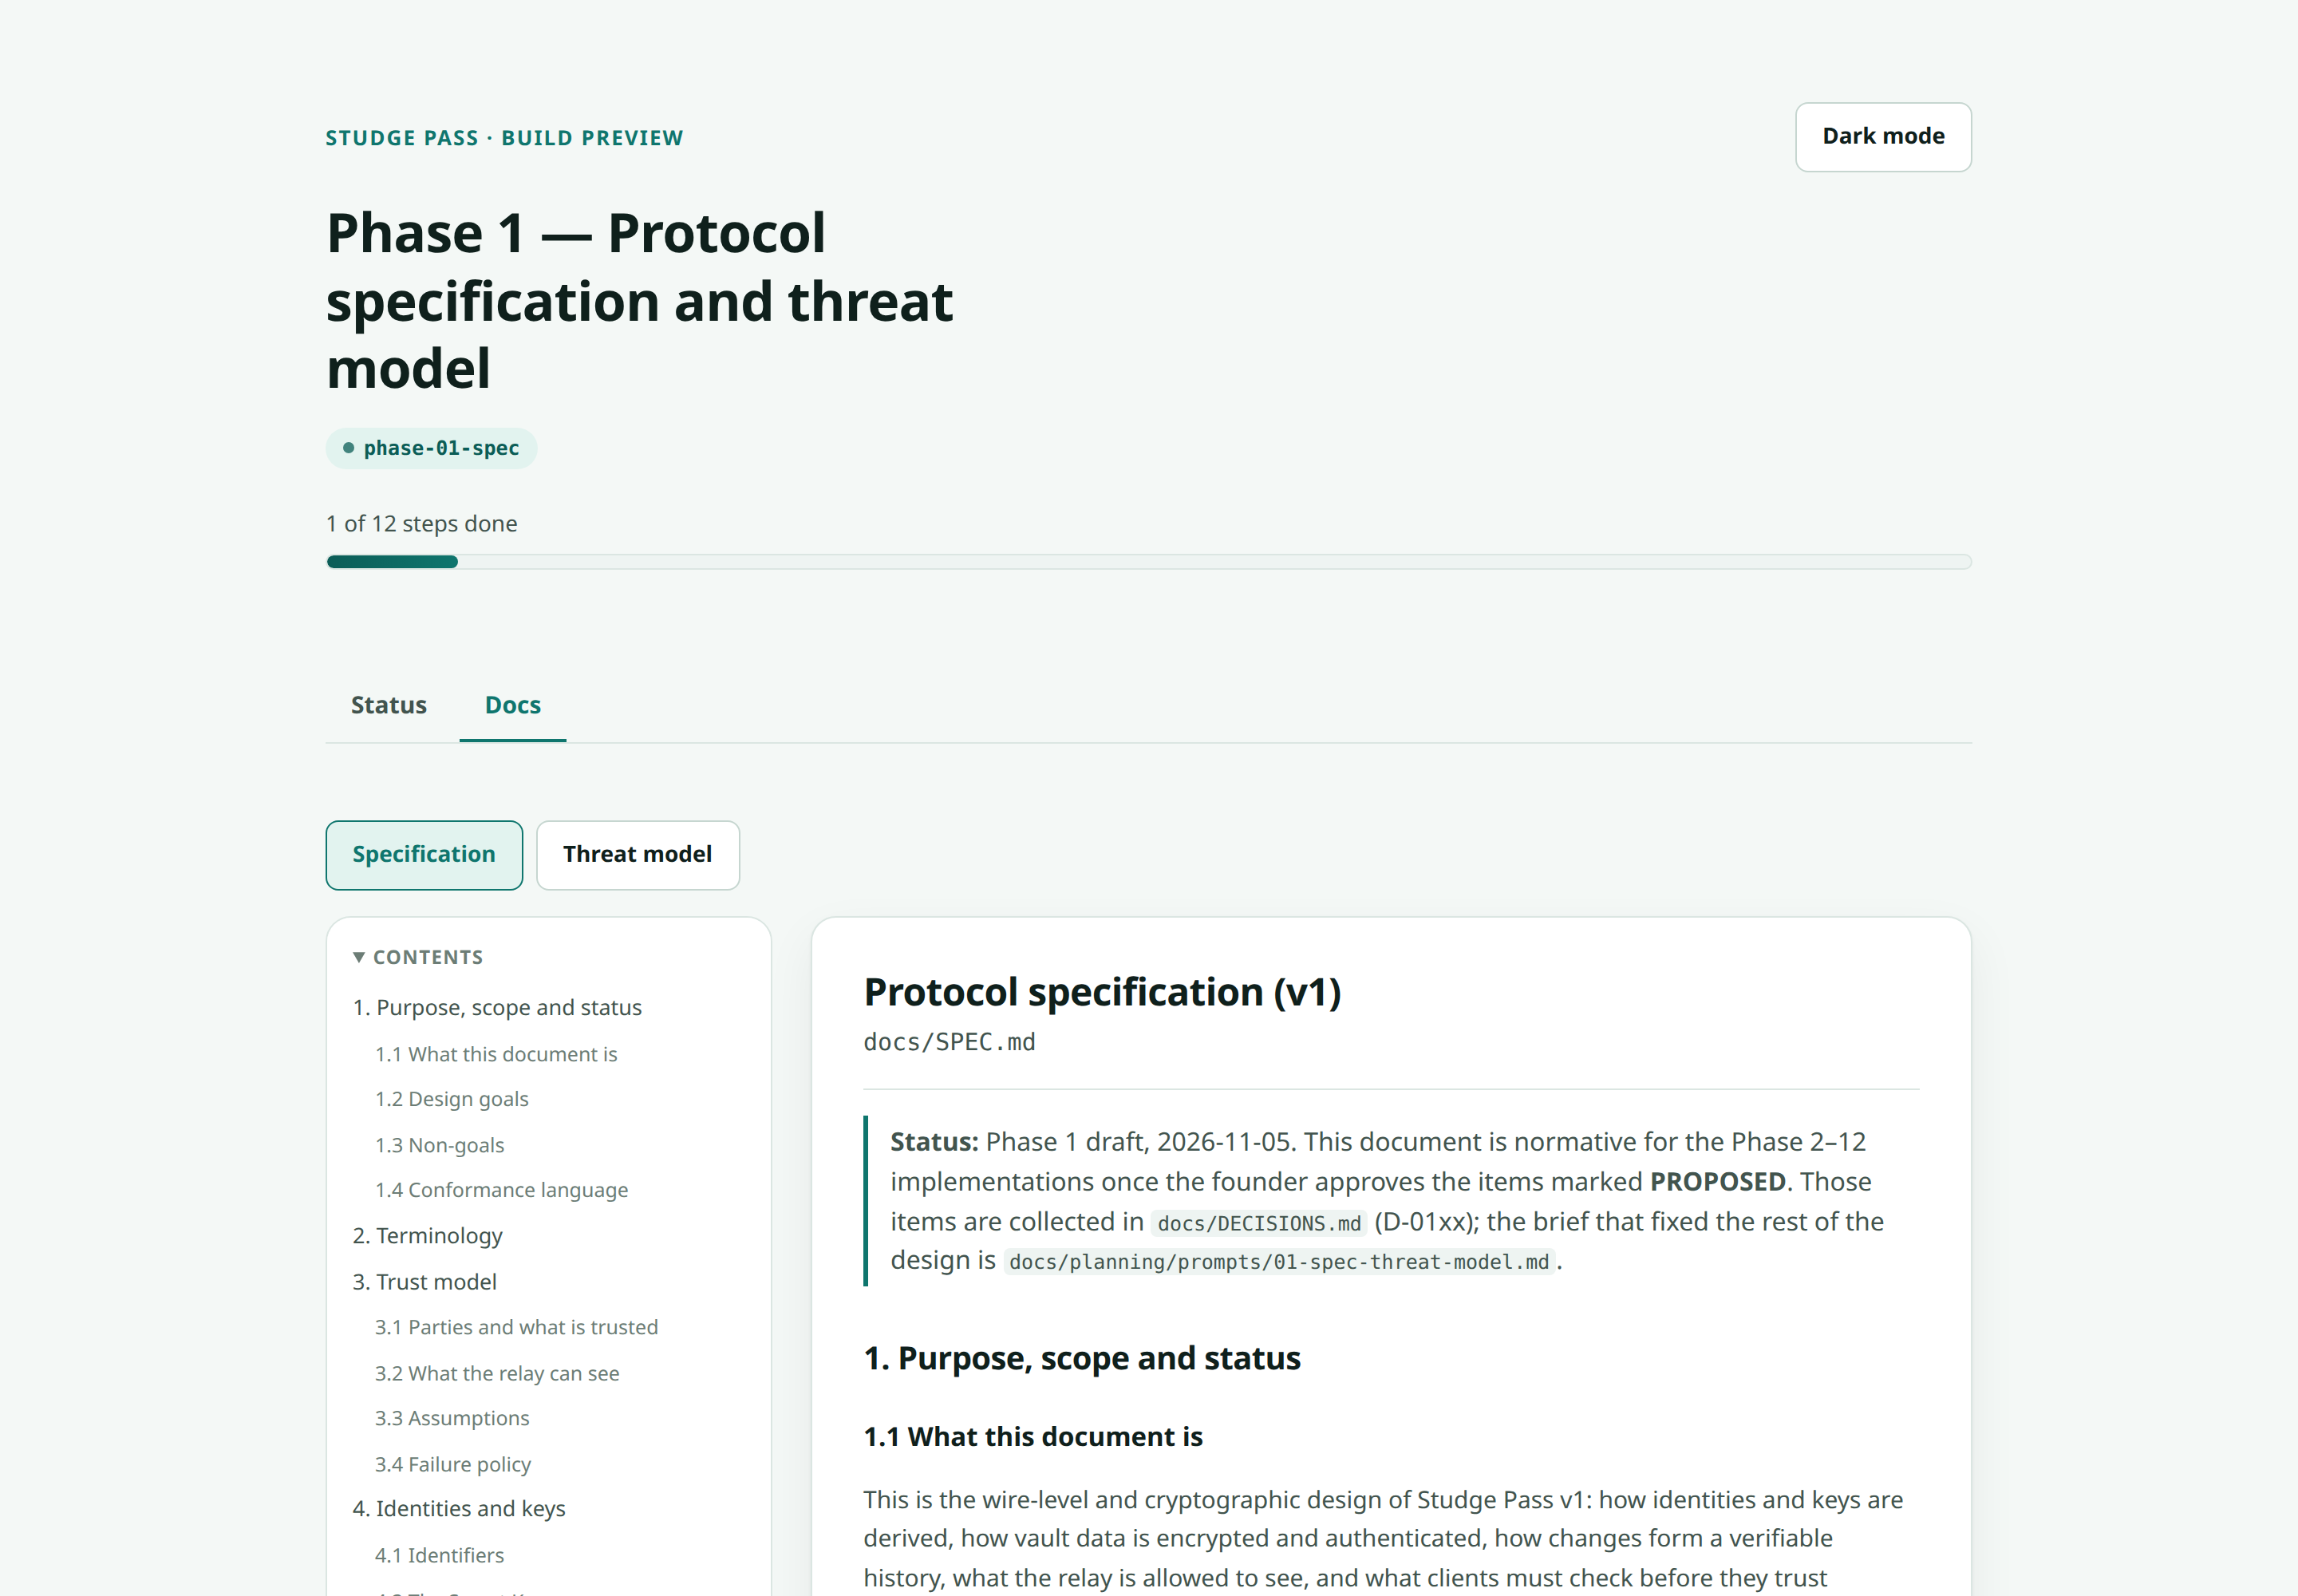 STUDGE PASS · BUILD PREVIEW
Dark mode
Phase 1 — Protocol
specification and threat
model
phase-01-spec
1 of 12 steps done
Status
Docs
Specification
Threat model
▼ CONTENTS
1. Purpose, scope and status
1.1 What this document is
1.2 Design goals
1.3 Non-goals
1.4 Conformance language
2. Terminology
3. Trust model
3.1 Parties and what is trusted
3.2 What the relay can see
3.3 Assumptions
3.4 Failure policy
4. Identities and keys
4.1 Identifiers
Protocol specification (v1)
docs/SPEC.md
Status: Phase 1 draft, 2026-11-05. This document is normative for the Phase 2–12
implementations once the founder approves the items marked PROPOSED. Those
items are collected in docs/DECISIONS.md (D-01xx); the brief that fixed the rest of the
design is docs/planning/prompts/01-spec-threat-model.md.
1. Purpose, scope and status
1.1 What this document is
This is the wire-level and cryptographic design of Studge Pass v1: how identities and keys are
derived, how vault data is encrypted and authenticated, how changes form a verifiable
history, what the relay is allowed to see, and what clients must check before they trust